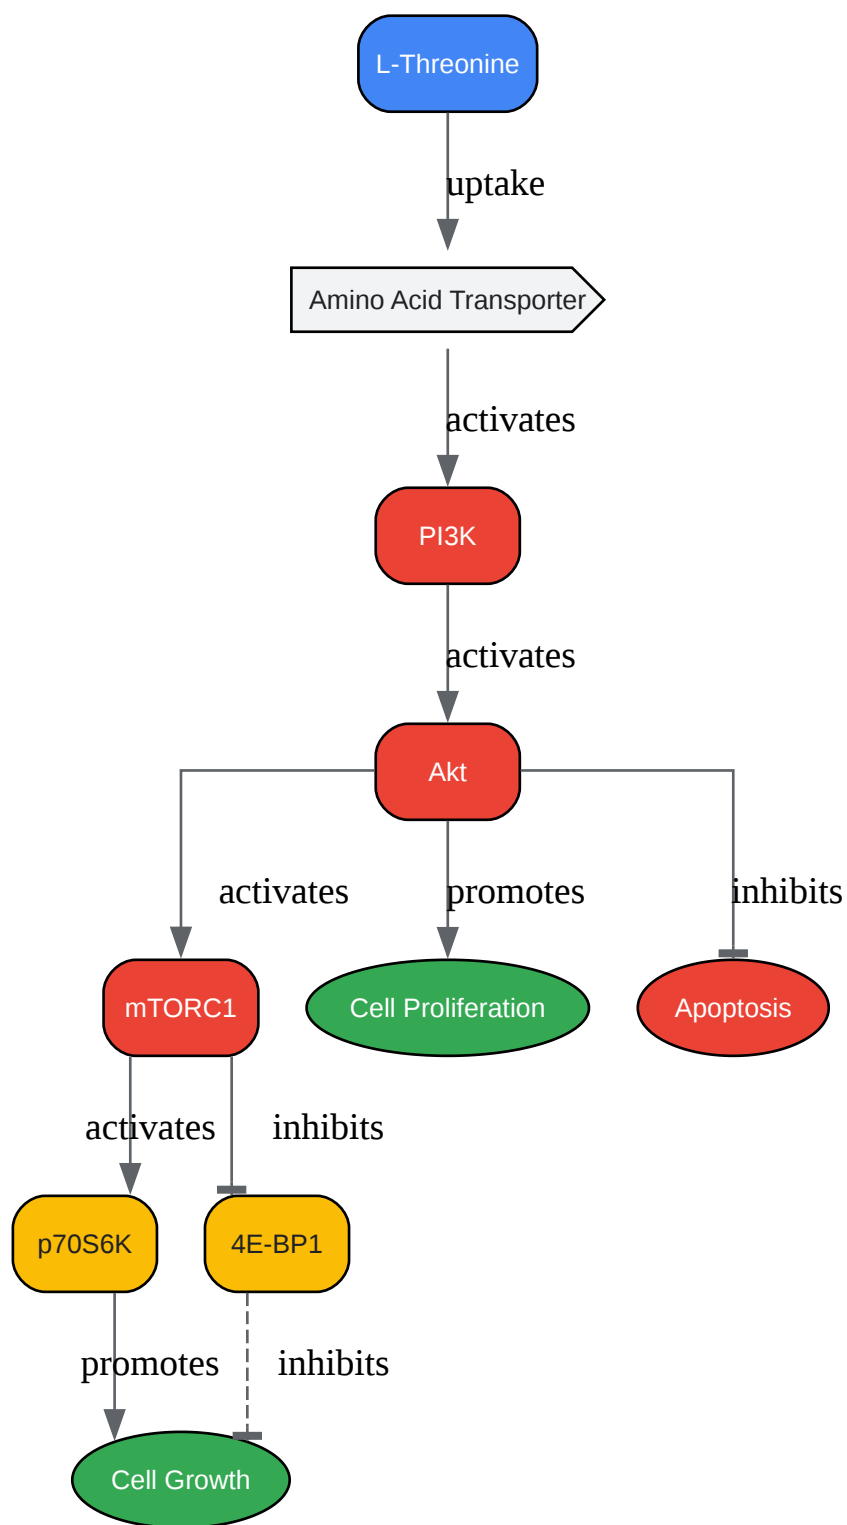 L-Threonine
uptake
Amino Acid Transporter
activates
PI3K
activates
Akt
activates
promotes
inhibits
mTORC1
Cell Proliferation
Apoptosis
activates
inhibits
p70S6K
4E-BP1
promotes
inhibits
Cell Growth